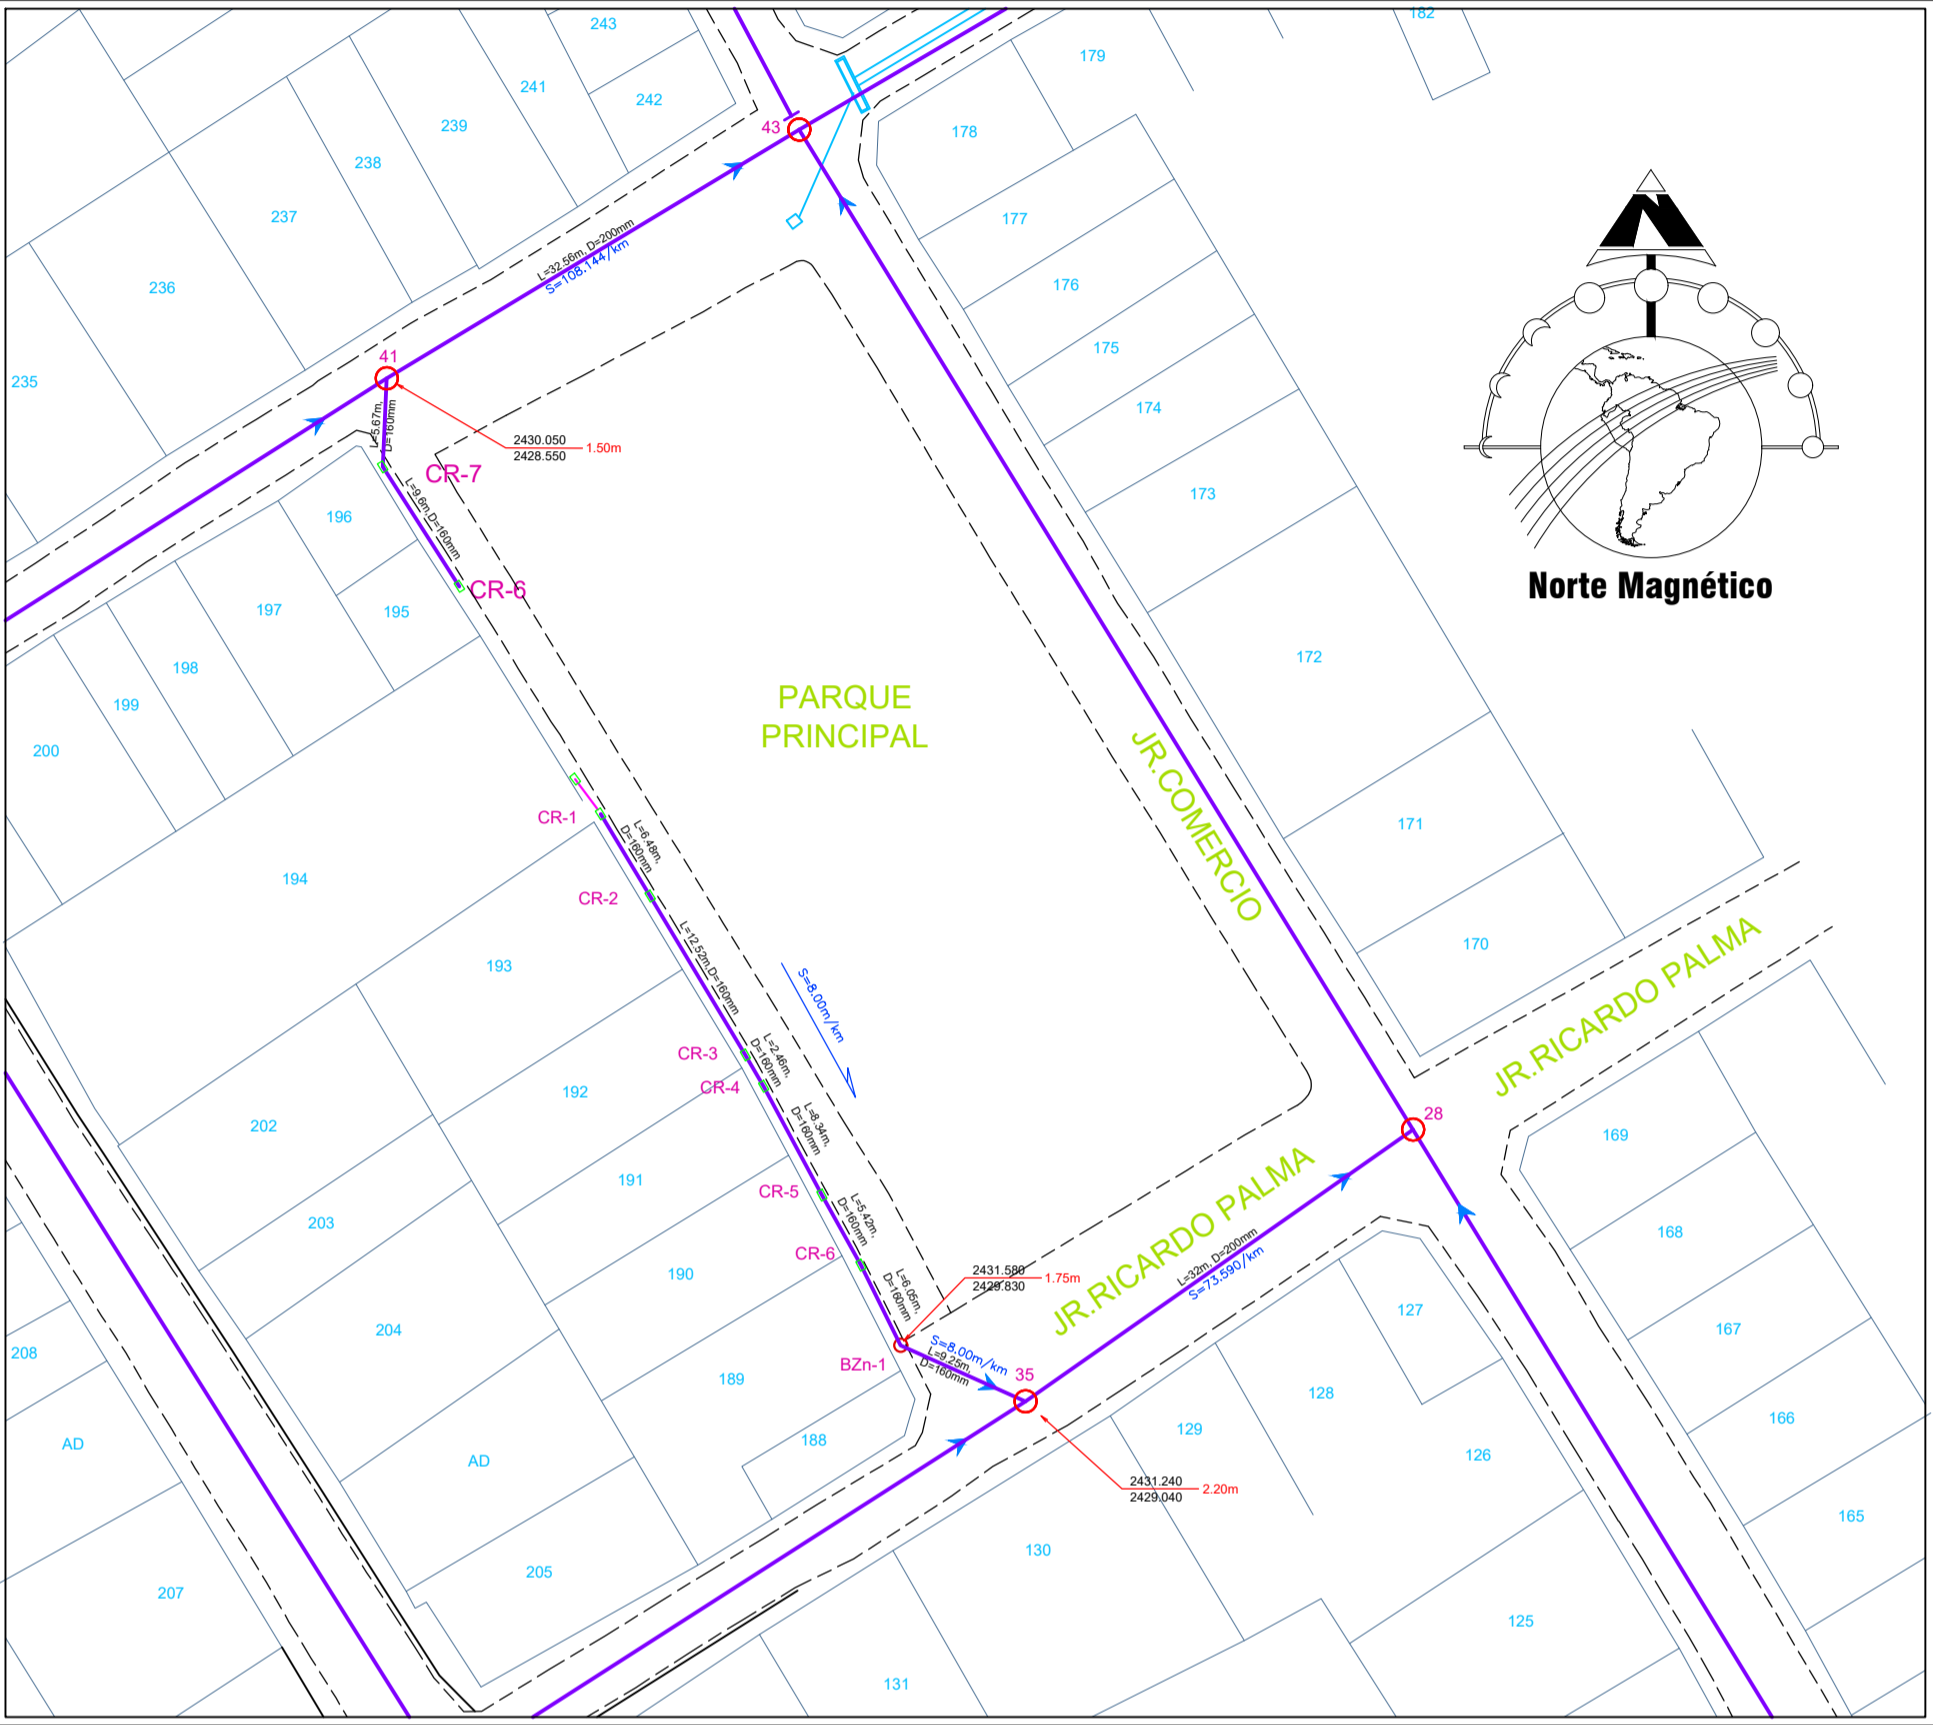 243
182
179
241
242
239
43
178
238
237
177
L=32.56m, D=200mm
S=108.144/km
236
176
175
41
235
174
L=5.67m,
D=160mm
2430.050
2428.550
1.50m
CR-7
173
L=9.6m,D=160mm
196
CR-6
Norte Magnético
197
195
172
198
199
PARQUE
PRINCIPAL
200
JR.COMERCIO
CR-1
171
L=6.48m,
D=160mm
194
CR-2
170
193
L=12.52m,D=160mm
S=8.00m/km
JR.RICARDO PALMA
CR-3
L=2.46m,
D=160mm
CR-4
192
28
202
169
L=8.34m,
D=160mm
191
CR-5
JR.RICARDO PALMA
203
L=5.42m,
D=160mm
168
CR-6
190
2431.580
2429.830
1.75m
L=32m, D=200mm
S=73.590/km
L=6.05m,
D=160mm
127
204
167
208
BZn-1
S=8.00m/km
L=9.25m,
D=160mm
35
189
128
166
129
188
AD
AD
126
2431.240
2429.040
2.20m
165
130
205
207
125
131